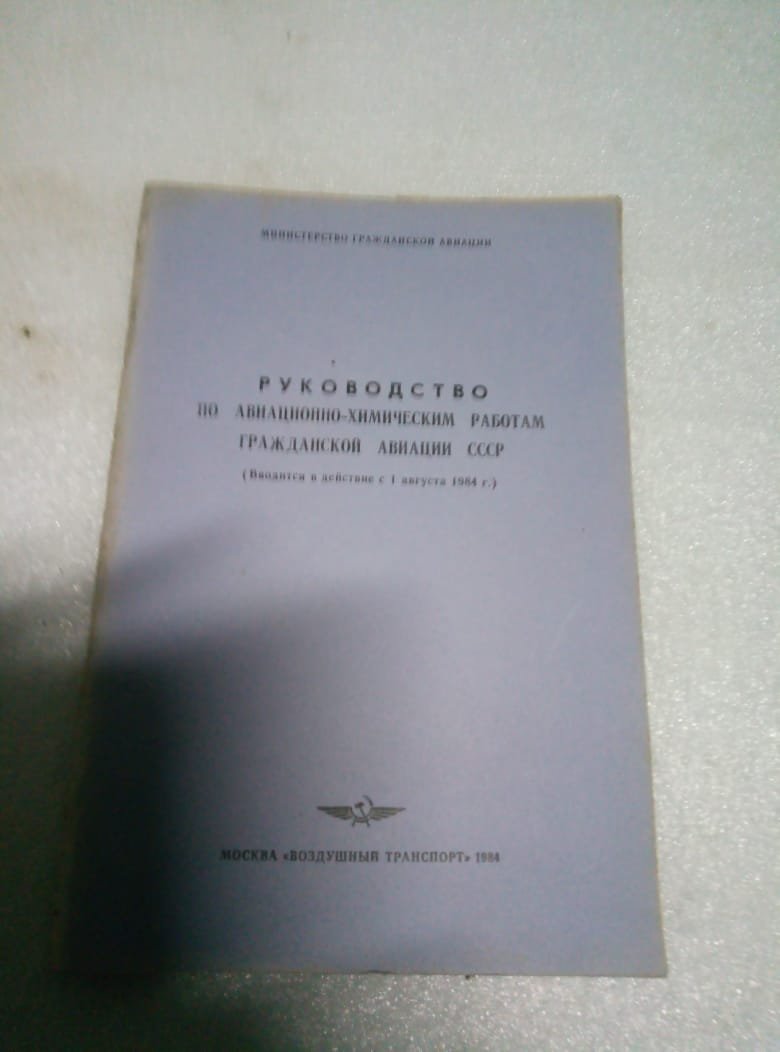 МИНИСТЕРСТВО ГРАЖДАНСКОЙ АВИАЦИИ
РУКОВОДСТВО
ПО АВИАЦИОННО-ХИМИЧЕСКИМ РАБОТАМ
ГРАЖДАНСКОЙ АВИАЦИИ СССР
(Вводится в действие с 1 августа 1984 г.)
МОСКВА «ВОЗДУШНЫЙ ТРАНСПОРТ» 1984